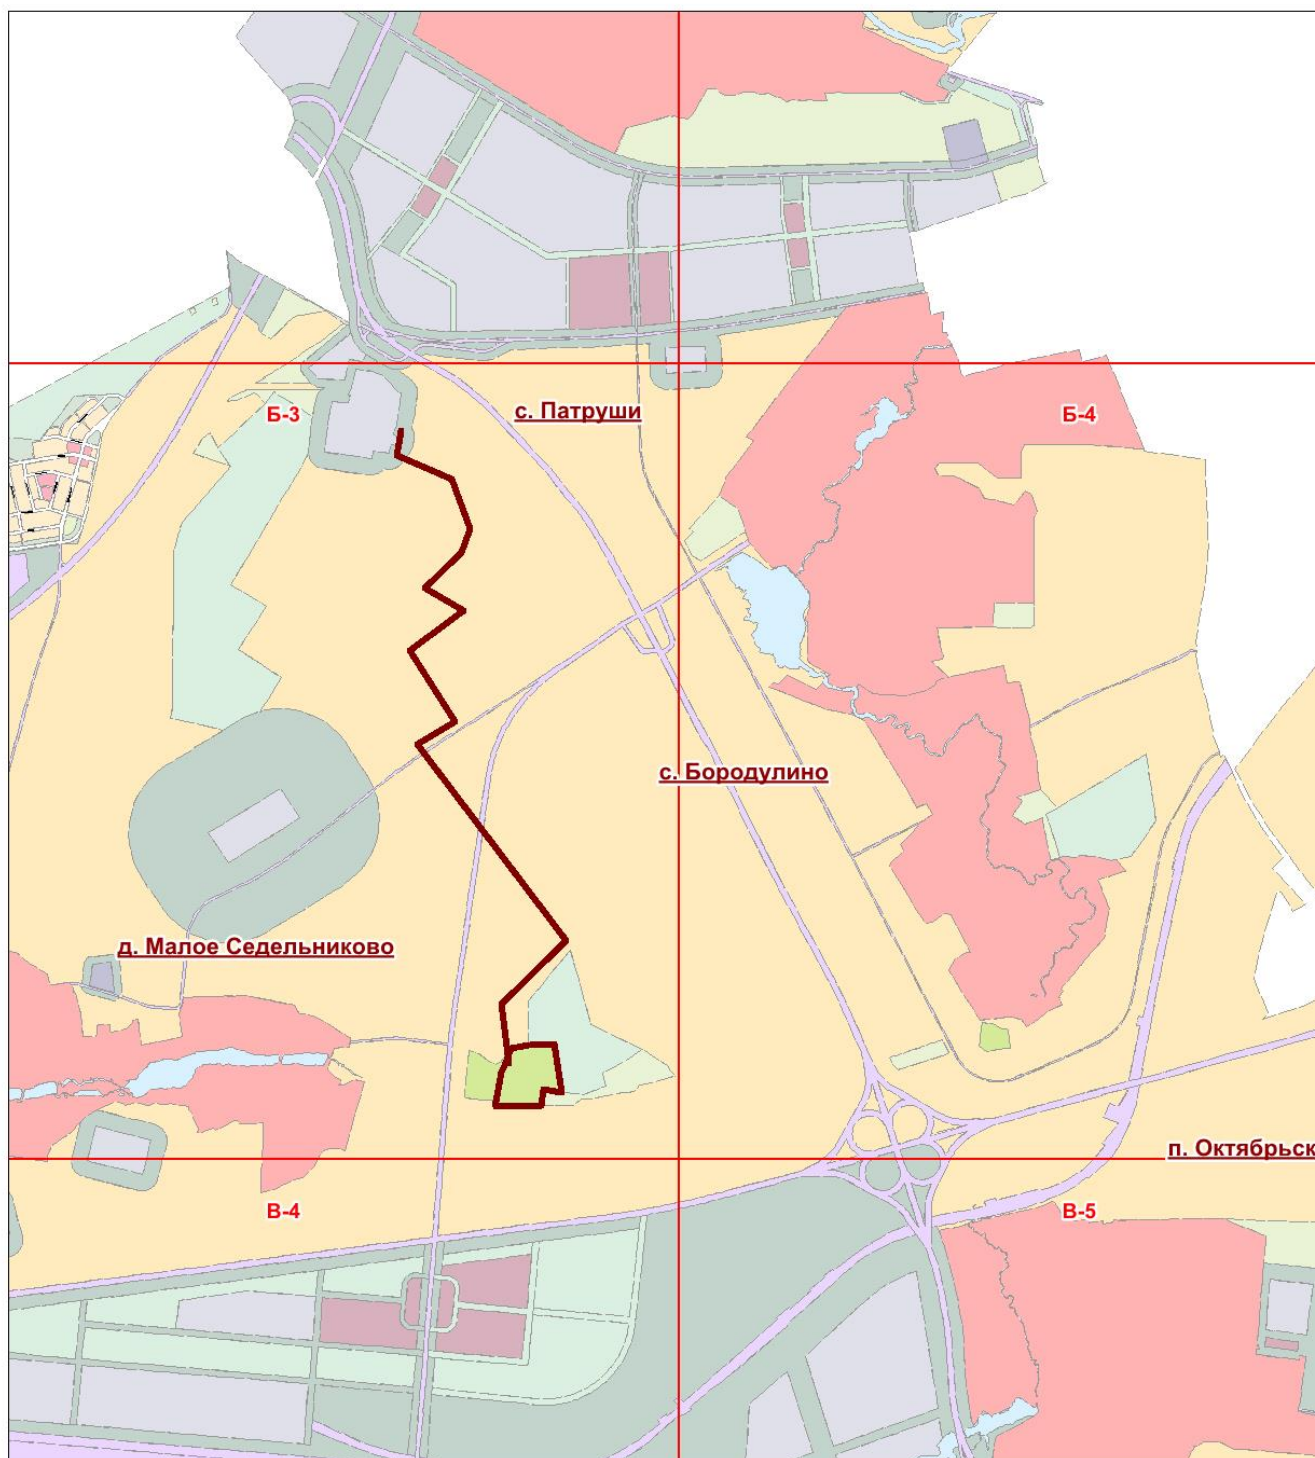 Б-3
с. Патруши
Б-4
с. Бородулино
д. Малое Седельниково
п. Октябрьск
В-4
В-5